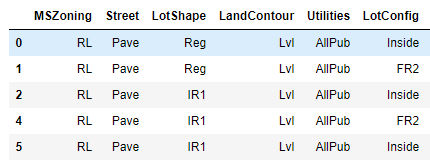 MSZoning Street LotShape LandContour Utilities LotConfig
0 RL Pave Reg Lvl AllPub Inside
1 RL Pave Reg Lvl AllPub FR2
2 RL Pave IR1 Lvl AllPub Inside
4 RL Pave IR1 Lvl AllPub FR2
5 RL Pave IR1 Lvl AllPub Inside